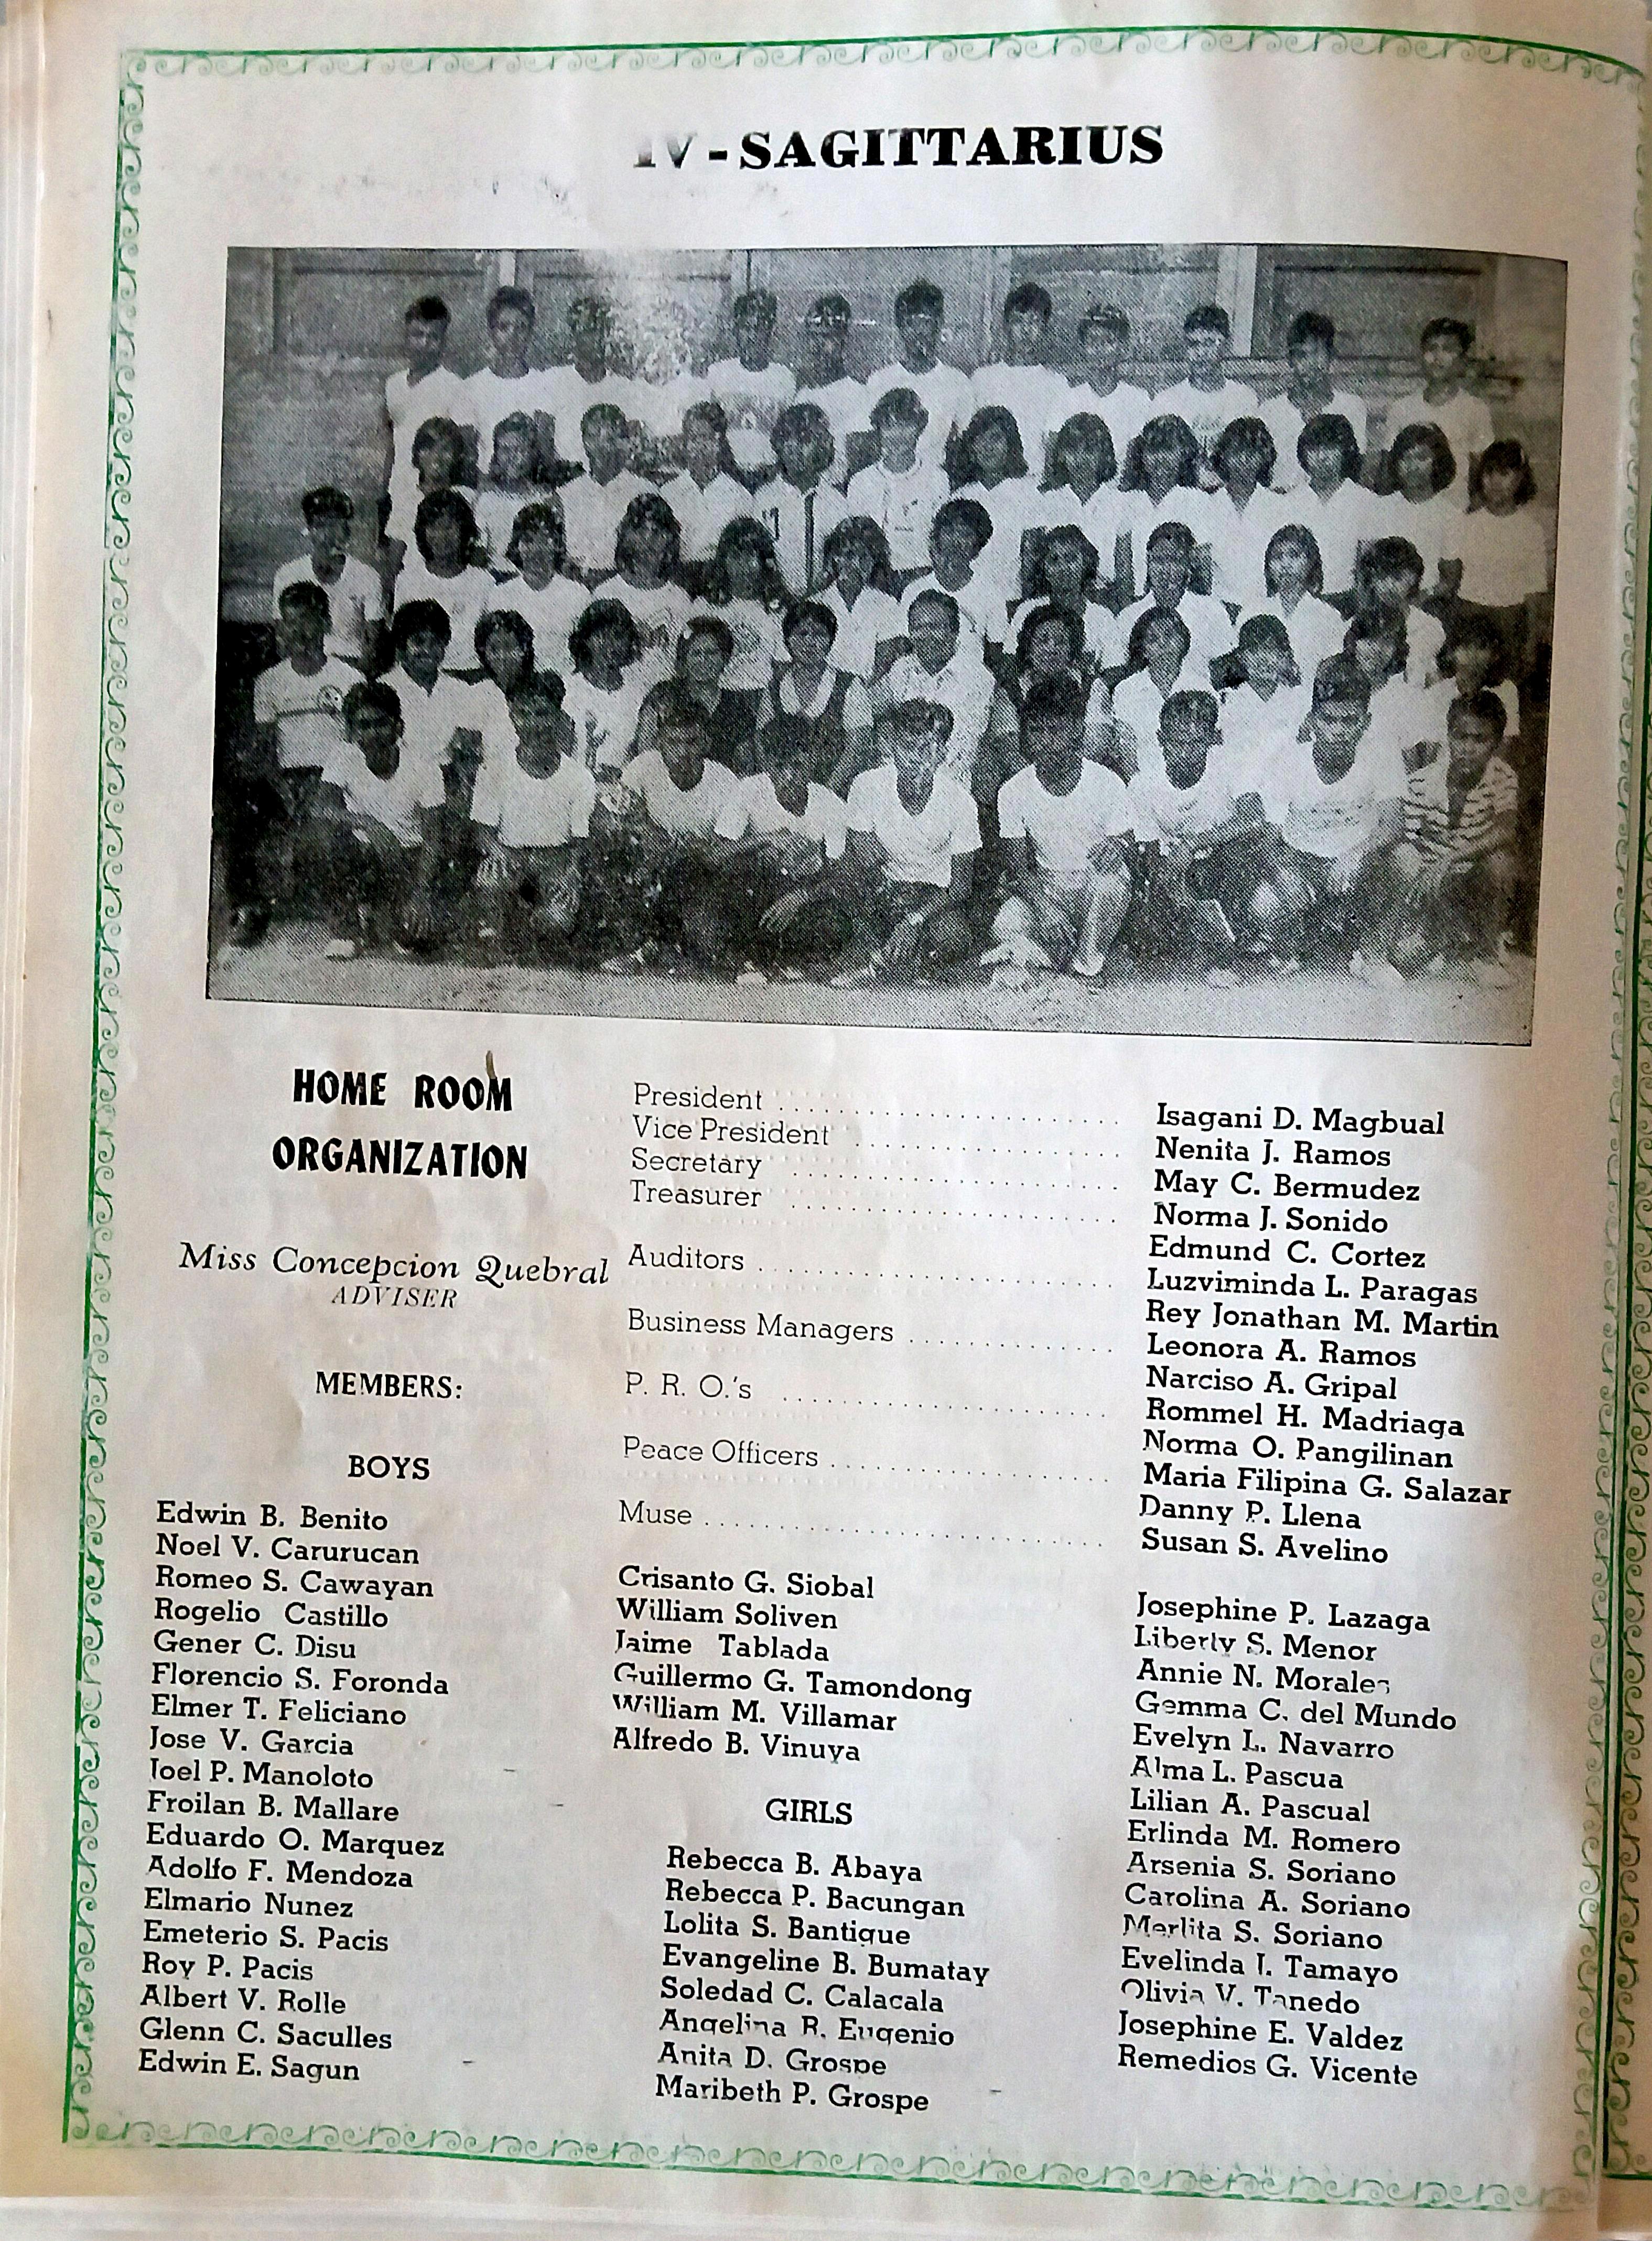 IV - SAGITTARIUS
HOME ROOM
ORGANIZATION
Miss Concepcion Quebral
ADVISER
President . . . . . . . . . . . . . . . . . . . . Isagani D. Magbual
Vice President . . . . . . . . . . . . . . . . . . . . Nenita J. Ramos
Secretary . . . . . . . . . . . . . . . . . . . . May C. Bermudez
Treasurer . . . . . . . . . . . . . . . . . . . . Norma J. Sonido
Edmund C. Cortez
Auditors . . . . . . . . . . . . . . . . . . . . Luzviminda L. Paragas
Rey Jonathan M. Martin
Business Managers . . . . . . . . . . . . . . . . . . . . Leonora A. Ramos
Narciso A. Gripal
P. R. O.'s . . . . . . . . . . . . . . . . . . . . Rommel H. Madriaga
Norma O. Pangilinan
Peace Officers . . . . . . . . . . . . . . . . . . . . Maria Filipina G. Salazar
Danny P. Llena
Muse . . . . . . . . . . . . . . . . . . . . Susan S. Avelino
MEMBERS:
BOYS
Edwin B. Benito
Noel V. Carurucan
Romeo S. Cawayan
Rogelio Castillo
Gener C. Disu
Florencio S. Foronda
Elmer T. Feliciano
Jose V. Garcia
Joel P. Manoloto
Froilan B. Mallare
Eduardo O. Marquez
Adolfo F. Mendoza
Elmario Nunez
Emeterio S. Pacis
Roy P. Pacis
Albert V. Rolle
Glenn C. Saculles
Edwin E. Sagun
Crisanto G. Siobal
William Soliven
Jaime Tablada
Guillermo G. Tamondong
William M. Villamar
Alfredo B. Vinuya
GIRLS
Rebecca B. Abaya
Rebecca P. Bacungan
Lolita S. Bantique
Evangeline B. Bumatay
Soledad C. Calacala
Angelina R. Eugenio
Anita D. Grospe
Maribeth P. Grospe
Josephine P. Lazaga
Liberty S. Menor
Annie N. Morales
Gemma C. del Mundo
Evelyn L. Navarro
Alma L. Pascua
Lilian A. Pascual
Erlinda M. Romero
Arsenia S. Soriano
Carolina A. Soriano
Merlita S. Soriano
Evelinda I. Tamayo
Olivia V. Tanedo
Josephine E. Valdez
Remedios G. Vicente